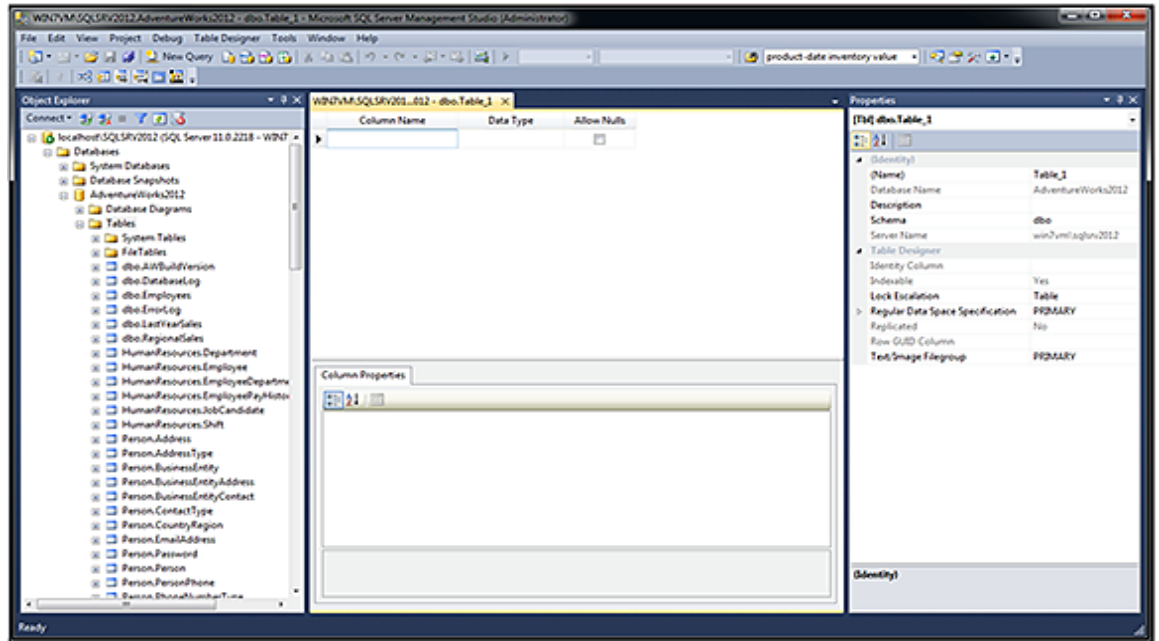 WIN7VM\SQLSRV2012.AdventureWorks2012 - dbo.Table_1 - Microsoft SQL Server Management Studio (Administrator)
File Edit View Project Debug Table Designer Tools Window Help
New Query
product-date inventory value
Object Explorer
WIN7VM\SQLSRV201...012 - dbo.Table_1
Properties
Connect
Column Name Data Type Allow Nulls
[Tbl] dbo.Table_1
localhost\SQLSRV2012 (SQL Server 11.0.2218 - WIN7
Databases
System Databases
Database Snapshots
AdventureWorks2012
Database Diagrams
Tables
System Tables
FileTables
dbo.AWBuildVersion
dbo.DatabaseLog
dbo.Employees
dbo.ErrorLog
dbo.LastYearSales
dbo.RegionalSales
HumanResources.Department
HumanResources.Employee
HumanResources.EmployeeDepartme
HumanResources.EmployeePayHistor
HumanResources.JobCandidate
HumanResources.Shift
Person.Address
Person.AddressType
Person.BusinessEntity
Person.BusinessEntityAddress
Person.BusinessEntityContact
Person.ContactType
Person.CountryRegion
Person.EmailAddress
Person.Password
Person.Person
Person.PersonPhone
Person.PhoneNumberType
Column Properties
(Identity)
(Name) Table_1
Database Name AdventureWorks2012
Description
Schema dbo
Server Name win7vm\sqlsrv2012
Table Designer
Identity Column
Indexable Yes
Lock Escalation Table
Regular Data Space Specification PRIMARY
Replicated No
Row GUID Column
Text/Image Filegroup PRIMARY
(Identity)
Ready